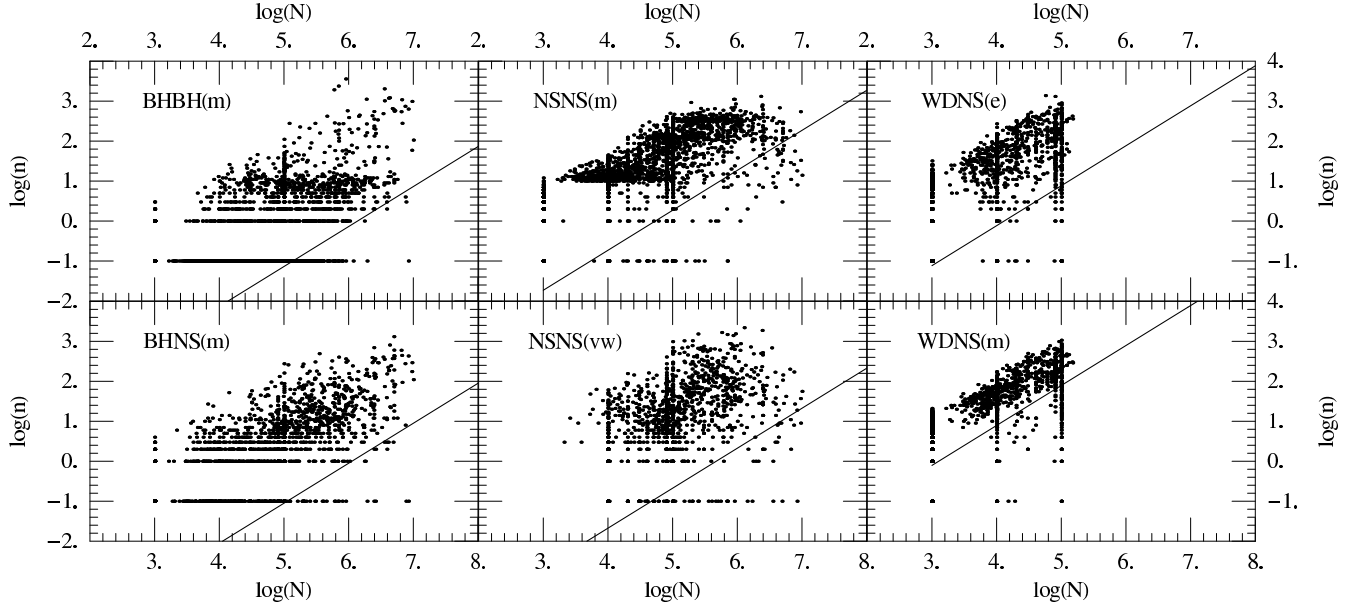 log(N) log(N) log(N)
2. 3. 4. 5. 6. 7. 2. 3. 4. 5. 6. 7. 2. 3. 4. 5. 6. 7.
BHBH(m) NSNS(m) WDNS(e)
log(n)
3.
2.
1.
0.
−1.
−2.
4.
3.
2.
1.
0.
−1.
4.
log(n)
BHNS(m) NSNS(vw) WDNS(m)
log(n)
3.
2.
1.
0.
−1.
−2.
3.
2.
1.
0.
−1.
log(n)
3. 4. 5. 6. 7. 8. 3. 4. 5. 6. 7. 8. 3. 4. 5. 6. 7. 8.
log(N) log(N) log(N)